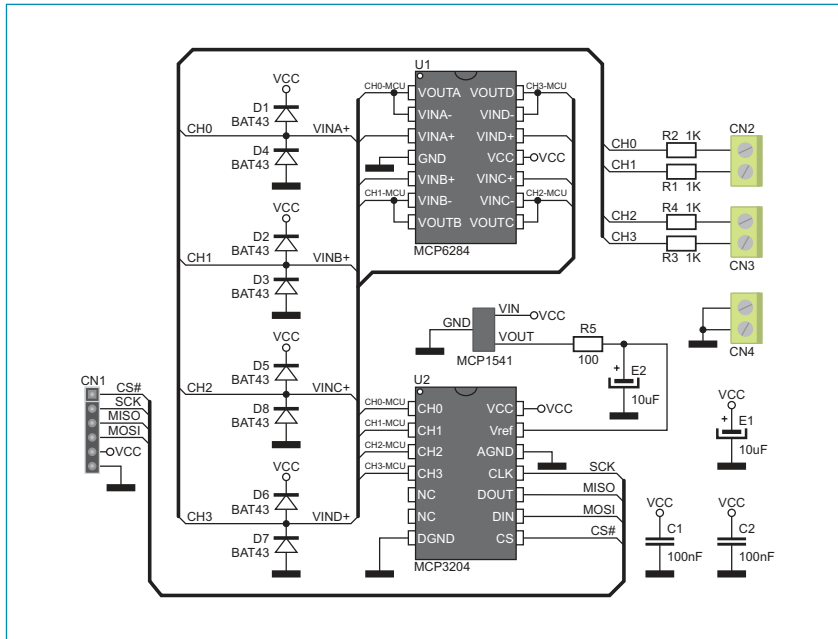 U1
VCC
CH0-MCU
VOUTA
VOUTD
CH3-MCU
D1
BAT43
VINA-
VIND-
CH0
VINA+
VINA+
VIND+
D4
BAT43
GND
VCC
VCC
VINB+
VINC+
CH1-MCU
VINB-
VINC-
CH2-MCU
VOUTB
VOUTC
MCP6284
R2 1K
CN2
CH0
CH1
R1 1K
R4 1K
CH2
CH3
R3 1K
CN3
VCC
D2
BAT43
CH1
VINB+
D3
BAT43
VIN
VCC
GND
VOUT
MCP1541
R5
100
E2
+
10uF
CN4
VCC
D5
BAT43
CH2
VINC+
D8
BAT43
U2
CH0-MCU
CH0
VCC
VCC
CH1-MCU
CH1
Vref
CH2-MCU
CH2
AGND
CH3-MCU
CH3
CLK
SCK
NC
DOUT
MISO
NC
DIN
MOSI
DGND
CS
CS#
MCP3204
VCC
E1
+
10uF
CN1
CS#
SCK
MISO
MOSI
VCC
VCC
D6
BAT43
CH3
VIND+
D7
BAT43
VCC
C1
100nF
VCC
C2
100nF